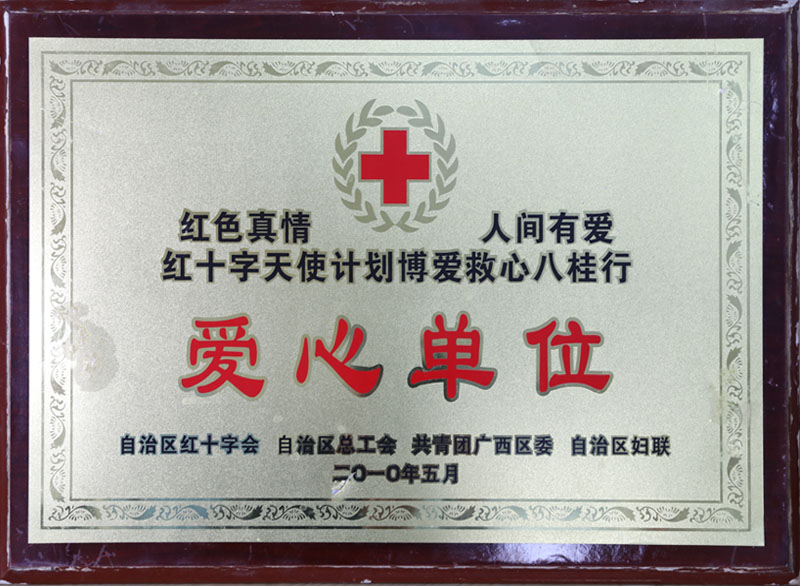 红色真情 人间有爱
红十字天使计划博爱救心八桂行
爱心单位
自治区红十字会 自治区总工会 共青团广西区委 自治区妇联
二〇一〇年五月